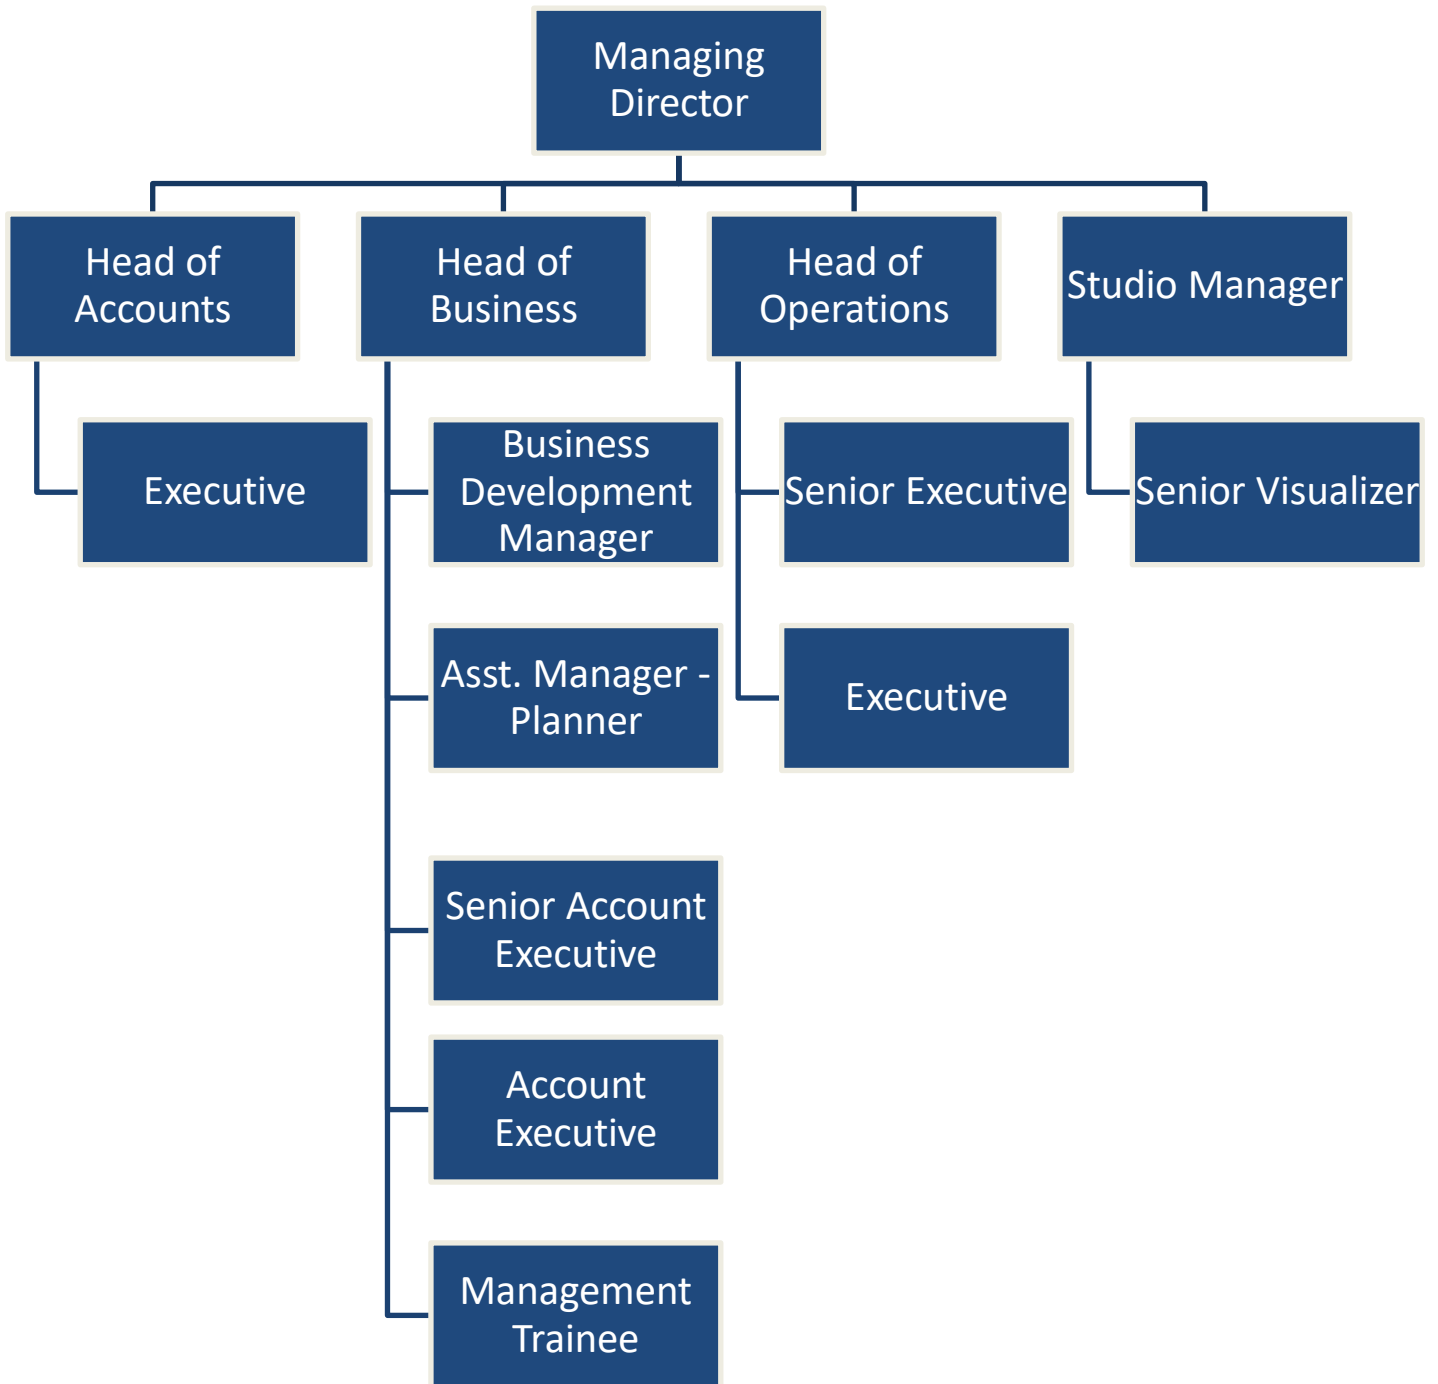 Managing
Director
Head of
Accounts
Head of
Business
Head of
Operations
Studio Manager
Executive
Business
Development
Manager
Senior Executive
Senior Visualizer
Asst. Manager -
Planner
Executive
Senior Account
Executive
Account
Executive
Management
Trainee